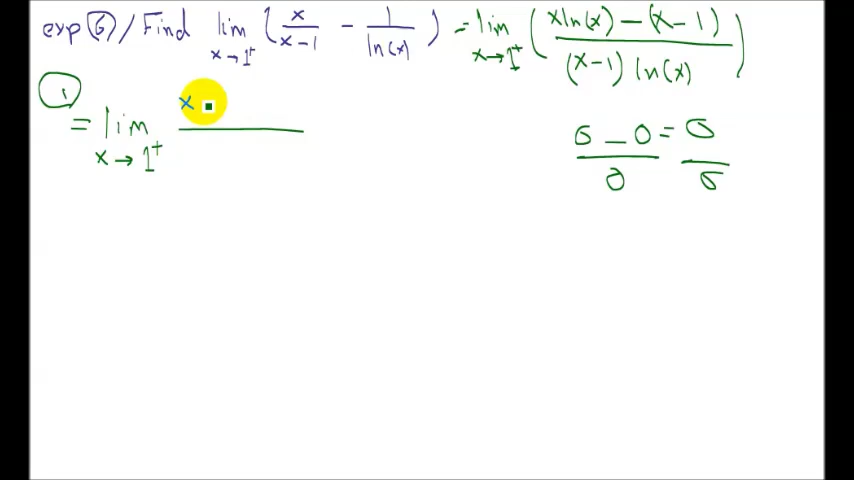 exp(6)/ Find lim x→1⁺ ( x/(x-1) - 1/ln(x) ) = lim x→1⁺ ( (x ln(x) - (x-1)) / ((x-1) ln(x)) )
① = lim x→1⁺ x
(0 - 0)/0 = 0/0